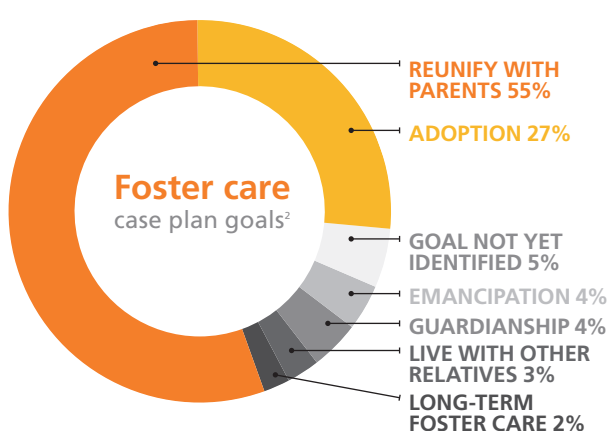 REUNIFY WITH
PARENTS 55%
ADOPTION 27%
Foster care
case plan goals²
GOAL NOT YET
IDENTIFIED 5%
EMANCIPATION 4%
GUARDIANSHIP 4%
LIVE WITH OTHER
RELATIVES 3%
LONG-TERM
FOSTER CARE 2%